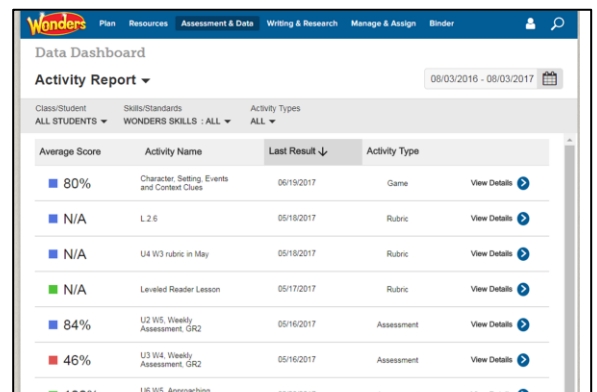 Wonders Plan Resources Assessment & Data Writing & Research Manage & Assign Binder
Data Dashboard
Activity Report
08/03/2016 - 08/03/2017
Class/Student Skills/Standards Activity Types
ALL STUDENTS WONDERS SKILLS : ALL ALL
Average Score Activity Name Last Result Activity Type
80% Character, Setting, Events and Context Clues 06/19/2017 Game View Details
N/A L.2.6 05/18/2017 Rubric View Details
N/A U4 W3 rubric in May 05/18/2017 Rubric View Details
N/A Leveled Reader Lesson 05/17/2017 Rubric View Details
84% U2 W5, Weekly Assessment, GR2 05/16/2017 Assessment View Details
46% U3 W4, Weekly Assessment, GR2 05/16/2017 Assessment View Details
U6 W5, Approaching